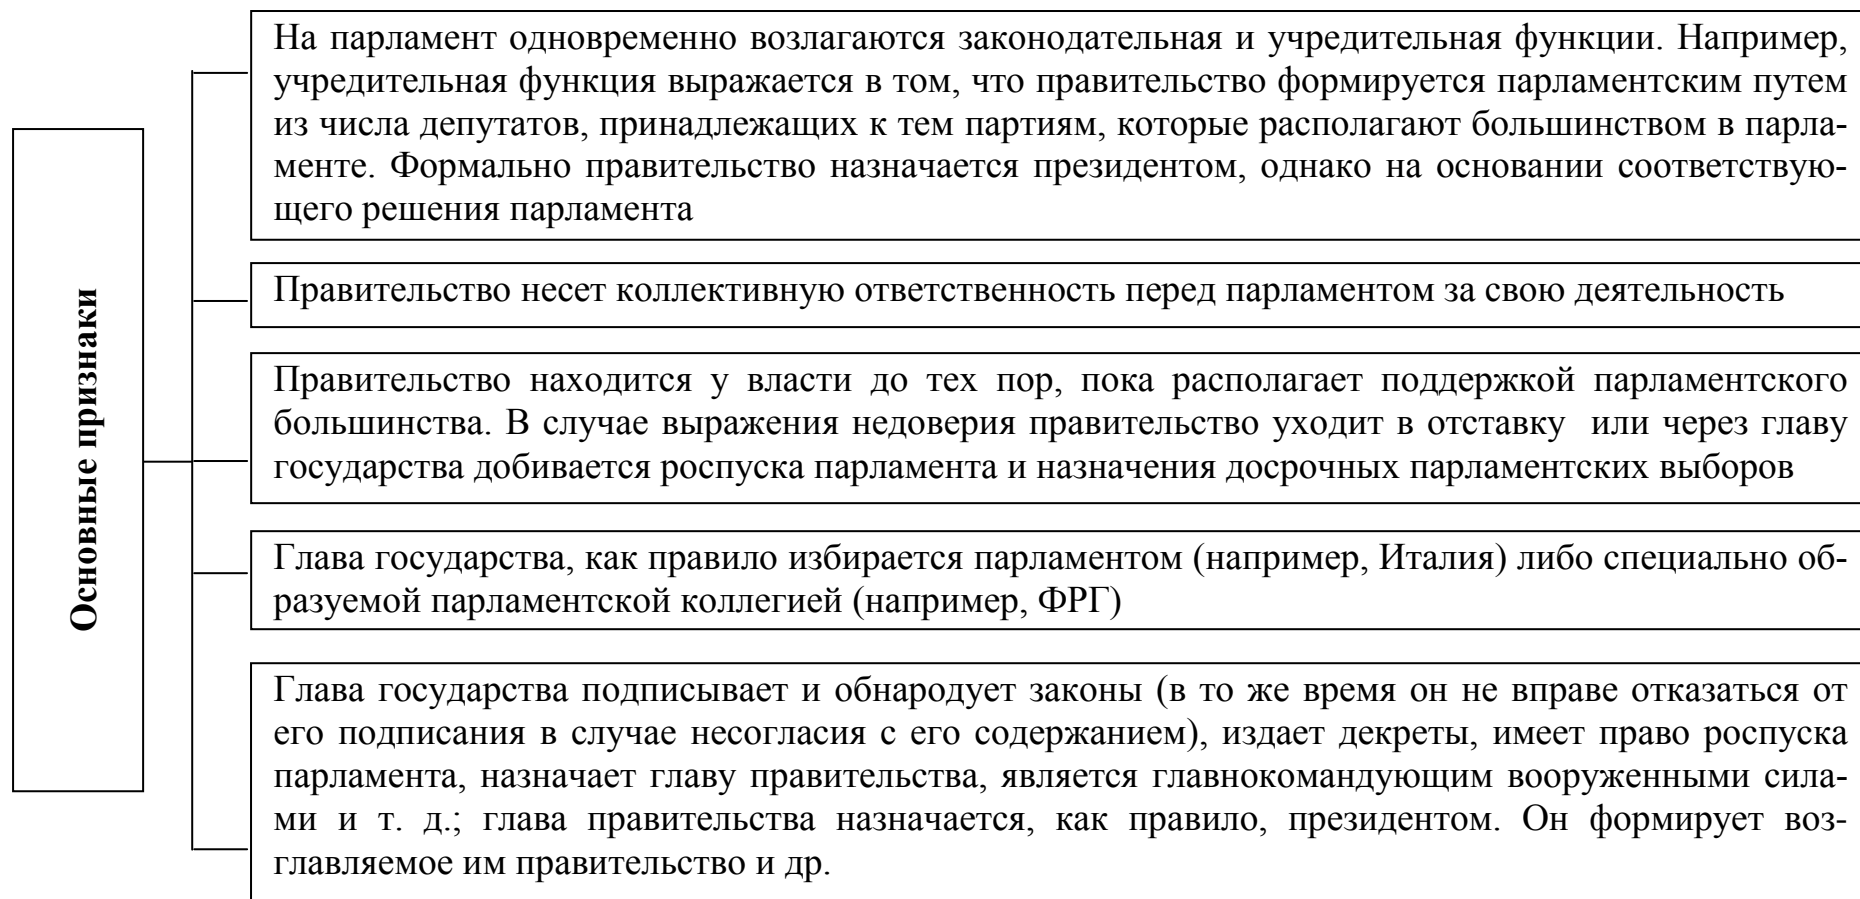 Основные признаки
На парламент одновременно возлагаются законодательная и учредительная функции. Например,
учредительная функция выражается в том, что правительство формируется парламентским путем
из числа депутатов, принадлежащих к тем партиям, которые располагают большинством в парла-
менте. Формально правительство назначается президентом, однако на основании соответствую-
щего решения парламента
Правительство несет коллективную ответственность перед парламентом за свою деятельность
Правительство находится у власти до тех пор, пока располагает поддержкой парламентского
большинства. В случае выражения недоверия правительство уходит в отставку  или через главу
государства добивается роспуска парламента и назначения досрочных парламентских выборов
Глава государства, как правило избирается парламентом (например, Италия) либо специально об-
разуемой парламентской коллегией (например, ФРГ)
Глава государства подписывает и обнародует законы (в то же время он не вправе отказаться от
его подписания в случае несогласия с его содержанием), издает декреты, имеет право роспуска
парламента, назначает главу правительства, является главнокомандующим вооруженными сила-
ми и т. д.; глава правительства назначается, как правило, президентом. Он формирует воз-
главляемое им правительство и др.